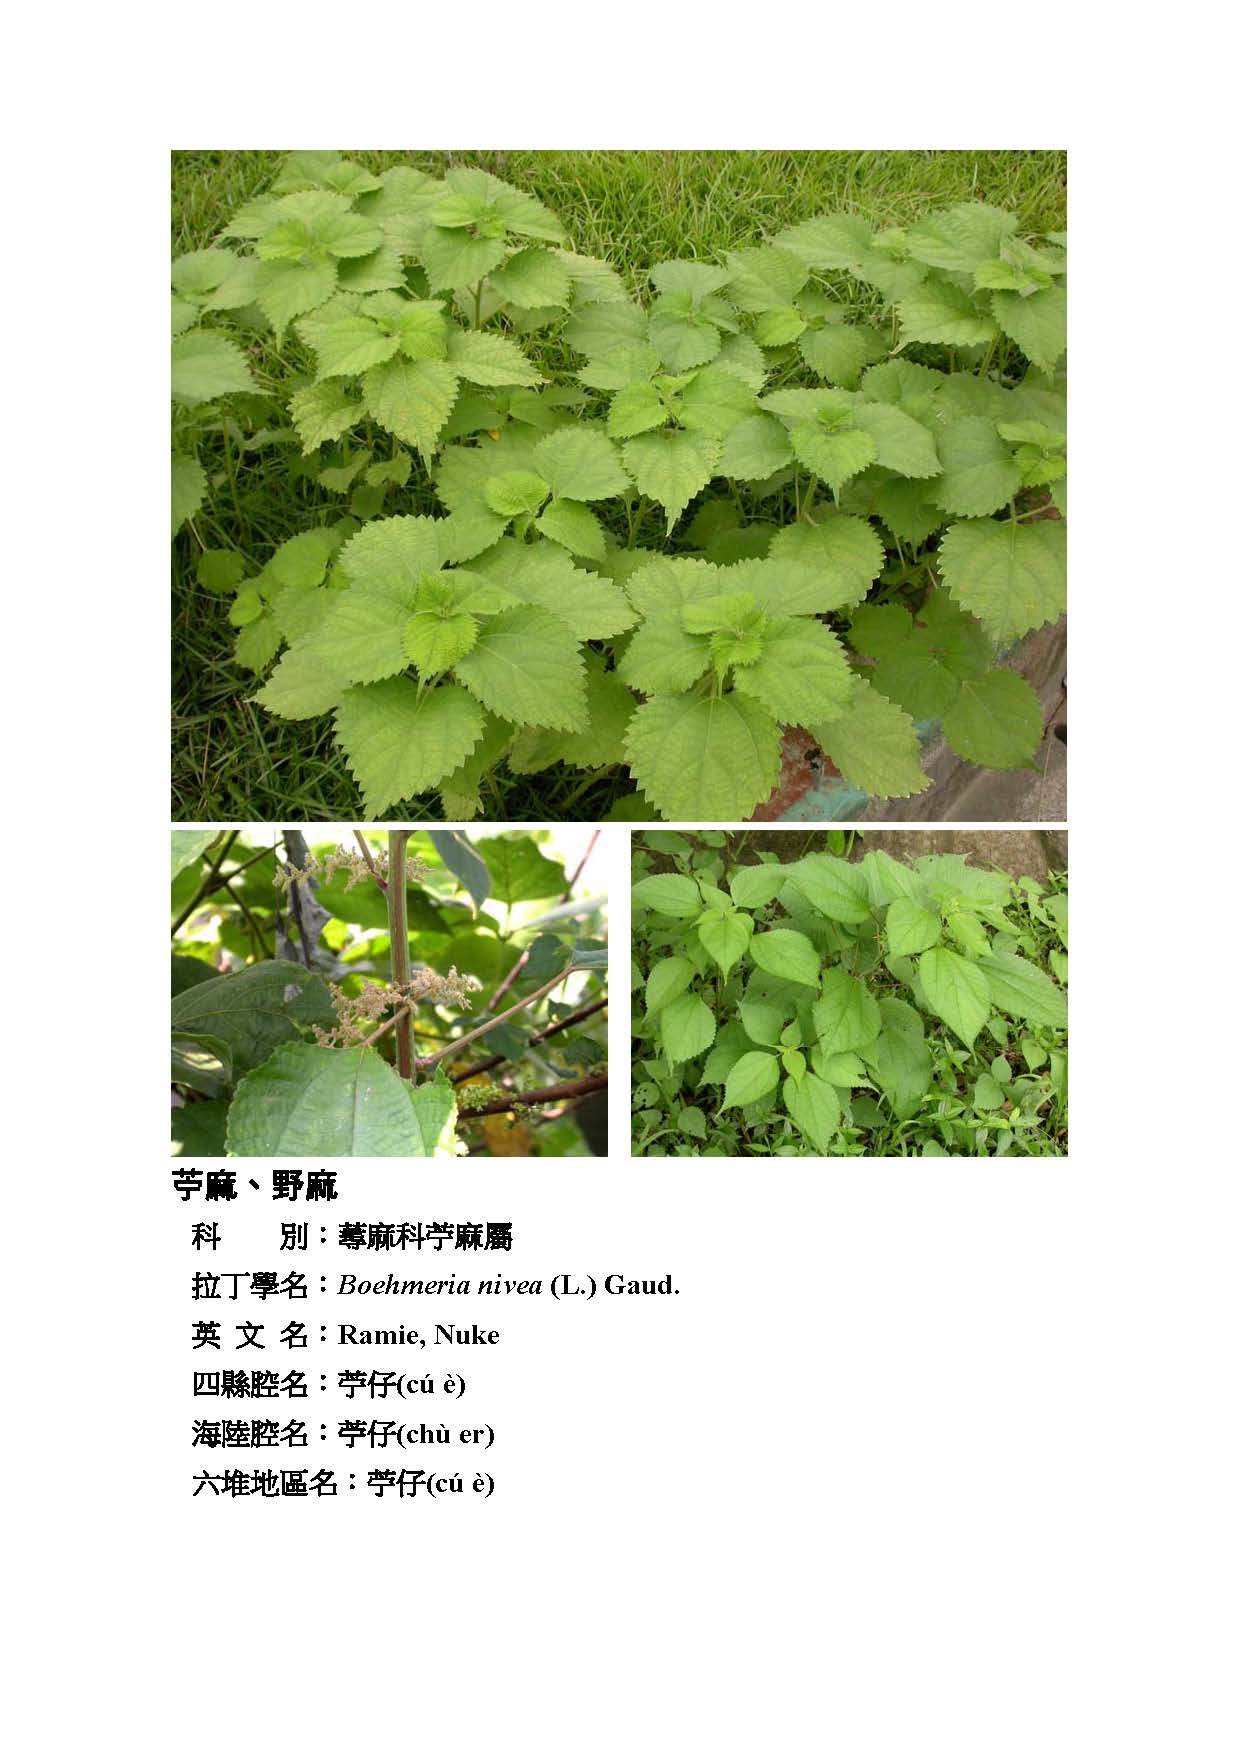 苧麻、野麻
科　　別：蕁麻科苧麻屬
拉丁學名：Boehmeria nivea (L.) Gaud.
英 文 名：Ramie, Nuke
四縣腔名：苧仔(cú è)
海陸腔名：苧仔(chù er)
六堆地區名：苧仔(cú è)